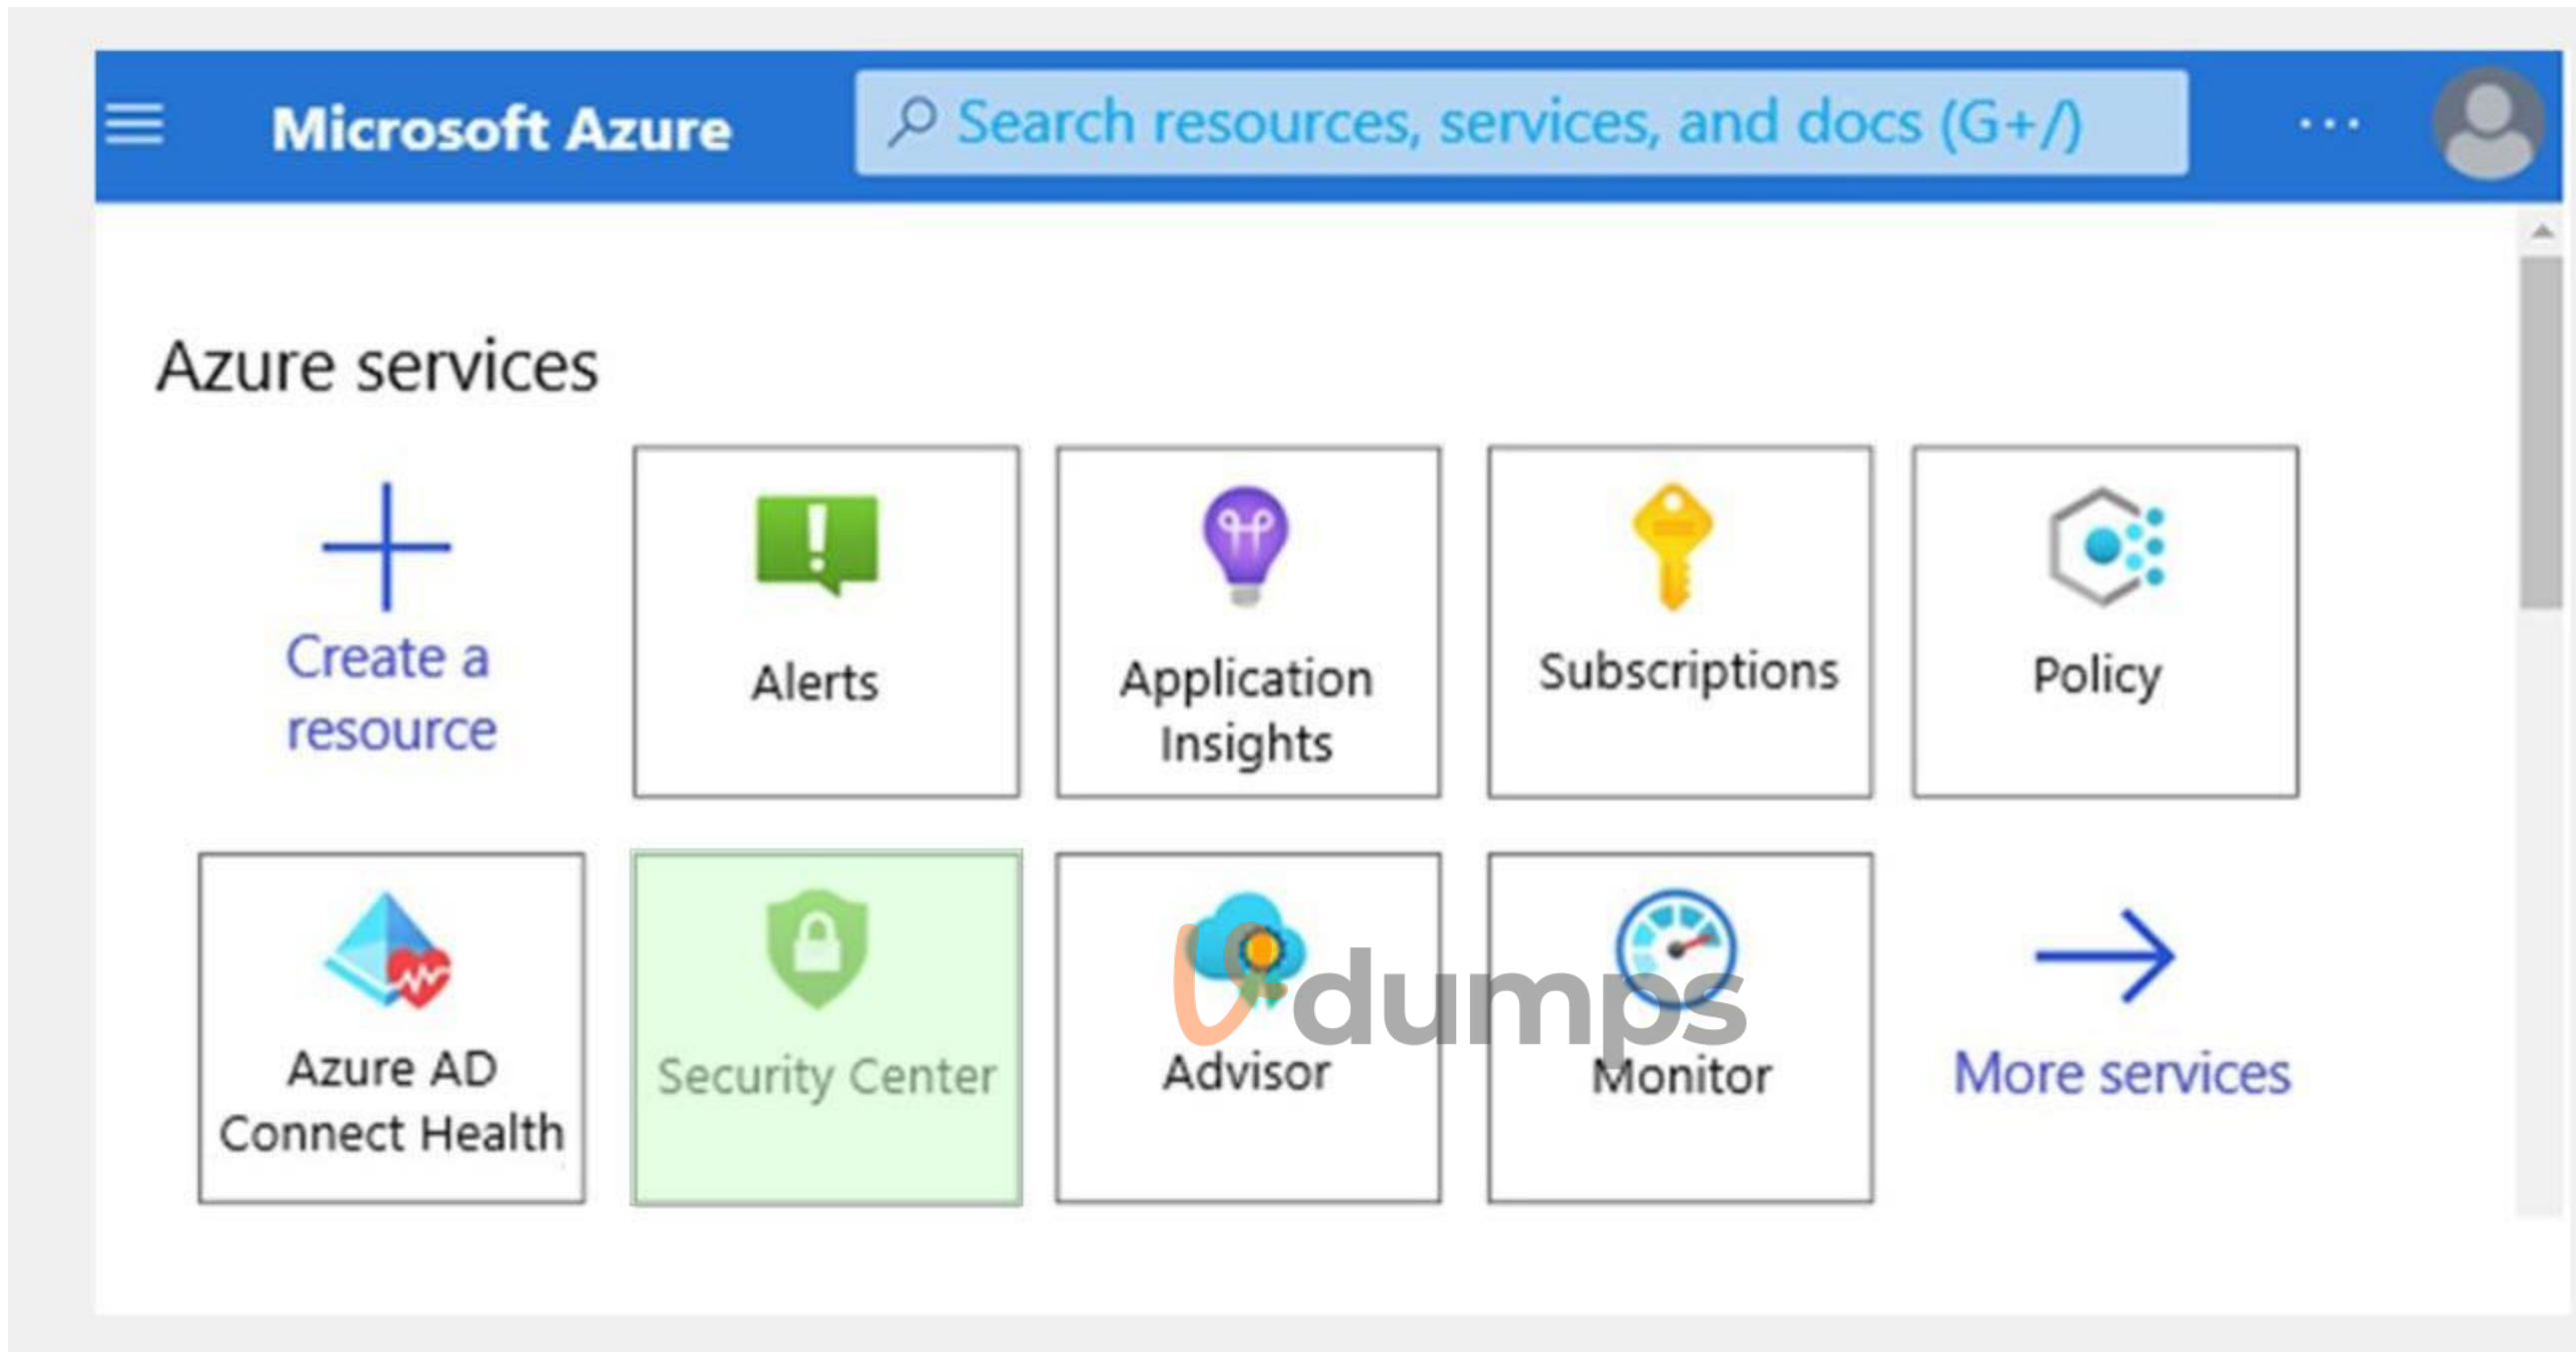 Microsoft Azure
Search resources, services, and docs (G+/)
Azure services
Create a
resource
Alerts
Application
Insights
Subscriptions
Policy
Azure AD
Connect Health
Security Center
Advisor
Monitor
More services
Vdumps